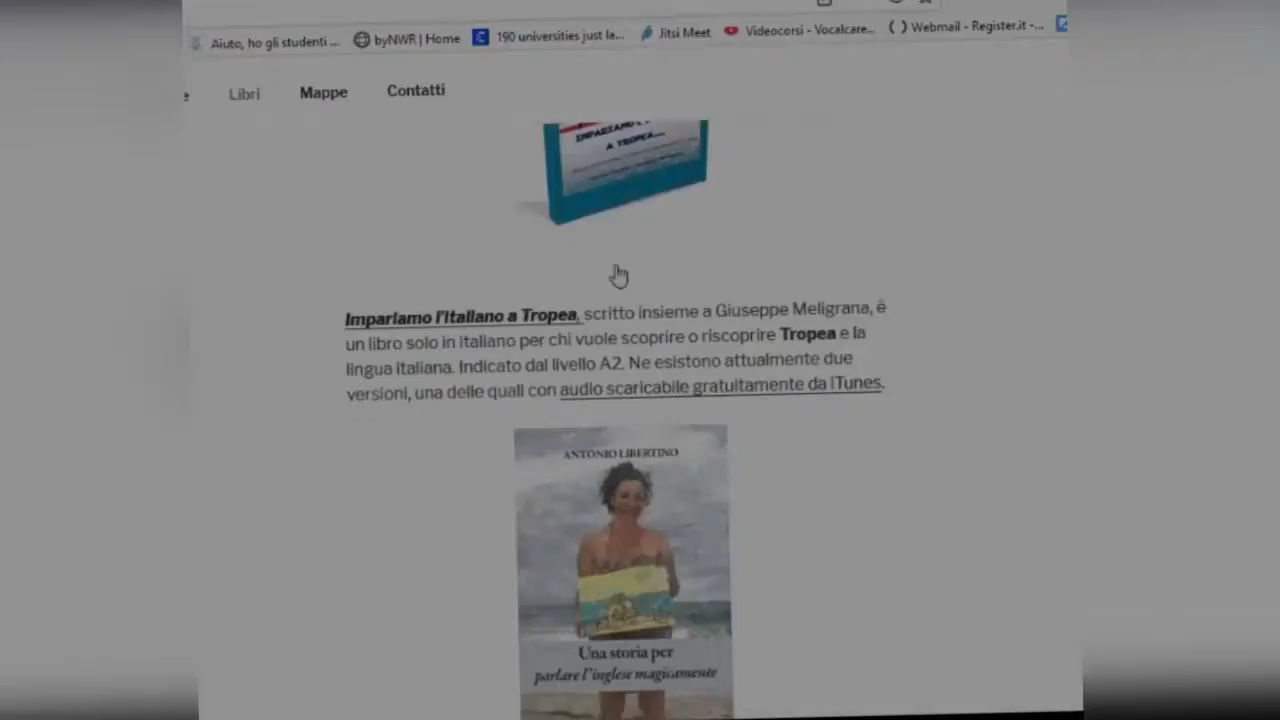 Aiuto, ho gli studenti ... byNWR | Home 190 universities just la... Jitsi Meet Videocorsi - Vocalcare... Webmail - Register.it -...
Libri Mappe Contatti
A TROPEA...
Impariamo l'Italiano a Tropea, scritto insieme a Giuseppe Meligrana, è
un libro solo in italiano per chi vuole scoprire o riscoprire Tropea e la
lingua italiana. Indicato dal livello A2. Ne esistono attualmente due
versioni, una delle quali con audio scaricabile gratuitamente da iTunes.
ANTONIO LIBERTINO
Una storia per
parlare l'inglese magicamente